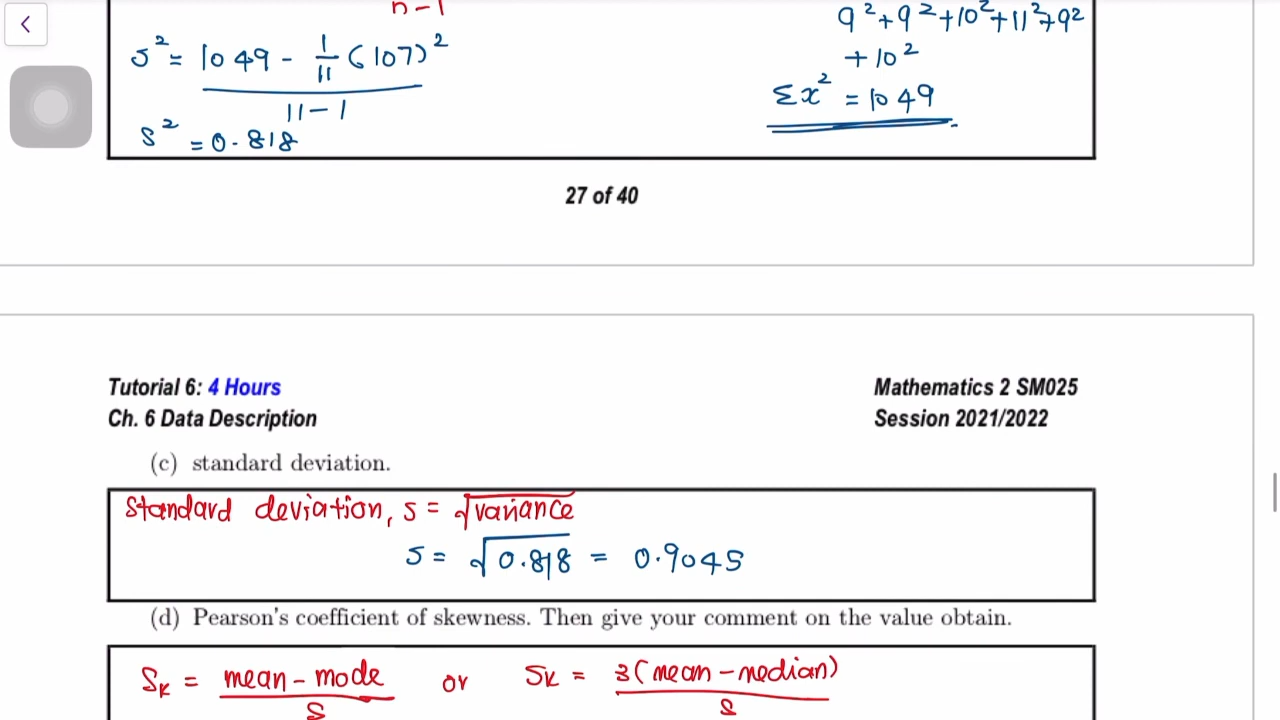 n-1
9²+9²+10²+11²+9²
+10²
s² = 1049 - 1/11 (107)²
11-1
Σx² = 1049
s² = 0.818
27 of 40
Tutorial 6: 4 Hours
Mathematics 2 SM025
Ch. 6 Data Description
Session 2021/2022
(c) standard deviation.
Standard deviation, s = √variance
s = √0.818 = 0.9045
(d) Pearson's coefficient of skewness. Then give your comment on the value obtain.
Sk = mean - mode / s or Sk = 3(mean - median) / s